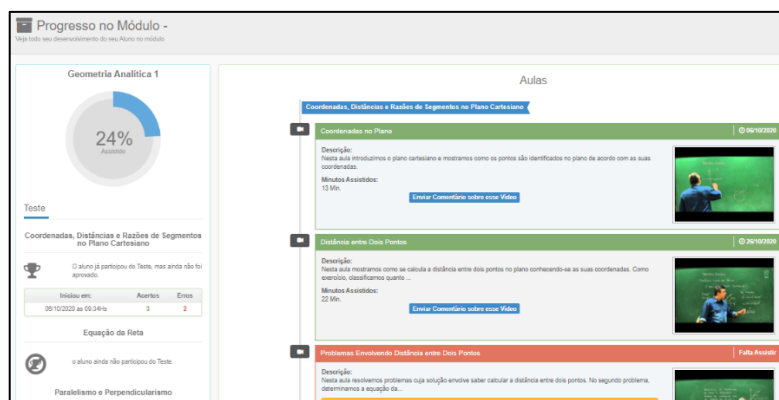 Progresso no Módulo -
Veja todo seu desenvolvimento do seu Aluno no módulo
Geometria Analítica 1
24%
Assistido
Teste
Coordenadas, Distâncias e Razões de Segmentos
no Plano Cartesiano
O aluno já participou do Teste, mas ainda não foi
aprovado.
Iniciou em: Acertos Erros
09/10/2020 as 09:34Hs 3 2
Equação da Reta
o aluno ainda não participou do Teste.
Paralelismo e Perpendicularismo
Aulas
Coordenadas, Distâncias e Razões de Segmentos no Plano Cartesiano
Coordenadas no Plano 06/10/2020
Descrição:
Nesta aula introduzimos o plano cartesiano e mostramos como os pontos são identificados no plano de acordo com as suas
coordenadas.
Minutos Assistidos:
13 Min.
Enviar Comentário sobre esse Vídeo
Distância entre Dois Pontos 26/10/2020
Descrição:
Nesta aula mostramos como se calcula a distância entre dois pontos no plano conhecendo-se as suas coordenadas. Como
exercício, classificamos quanto ...
Minutos Assistidos:
22 Min.
Enviar Comentário sobre esse Vídeo
Problemas Envolvendo Distância entre Dois Pontos Falta Assistir
Descrição:
Nesta aula resolvemos problemas cuja solução envolve saber calcular a distância entre dois pontos. No segundo problema,
determinamos a equação da...